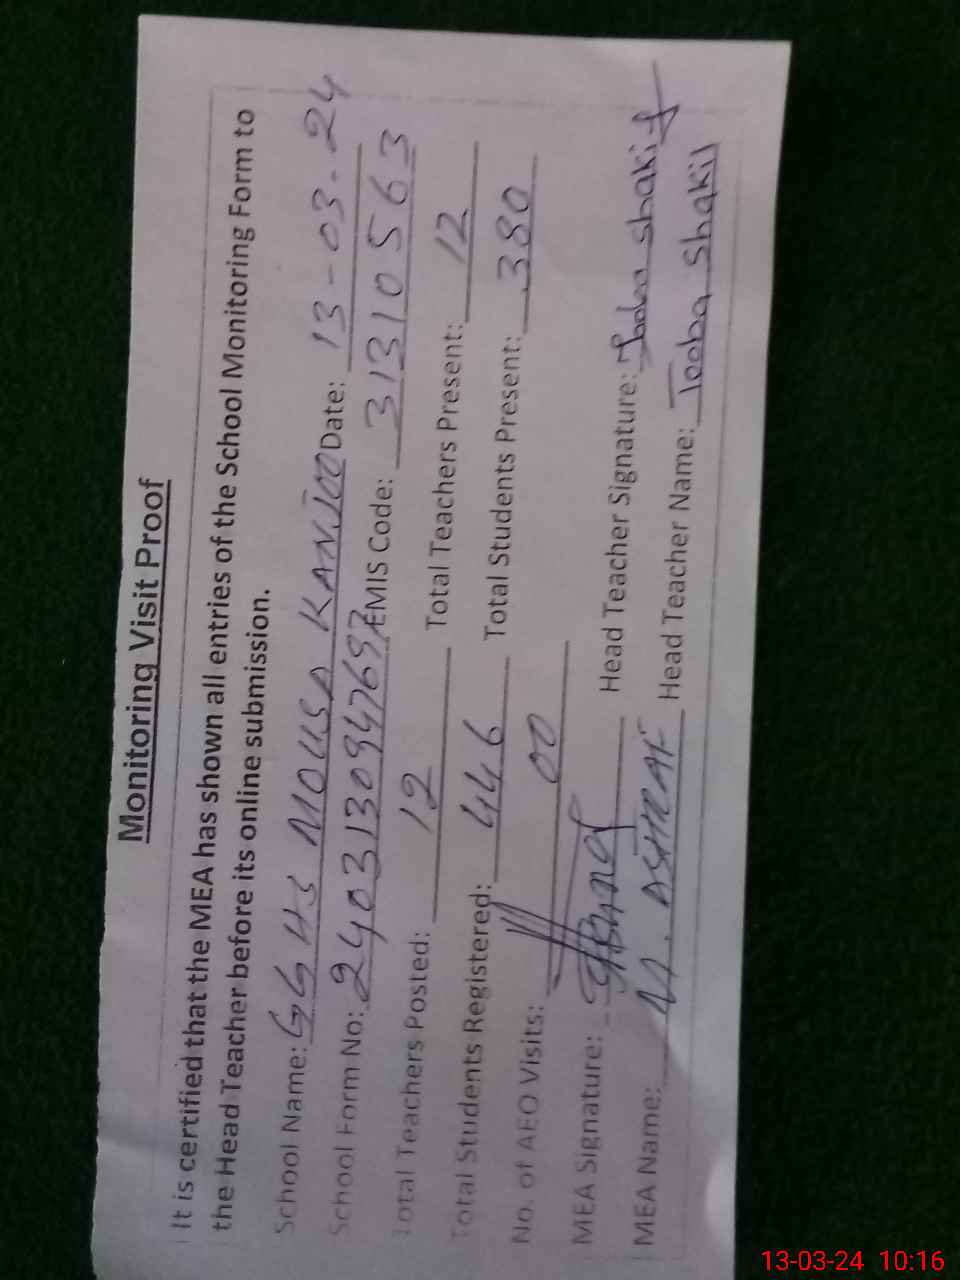 Monitoring Visit Proof
It is certified that the MEA has shown all entries of the School Monitoring Form to
the Head Teacher before its online submission.
School Name: GGHS MOUSA KANJOO Date: 13-03-24
School Form No: 2403130947697 EMIS Code: 31310563
Total Teachers Posted: 12 Total Teachers Present: 12
Total Students Registered: 446 Total Students Present: 380
No. of AEO Visits: 00
MEA Signature: Head Teacher Signature: Tooba shakil
MEA Name: M. ASHRAF Head Teacher Name: Tooba Shakil
13-03-24 10:16